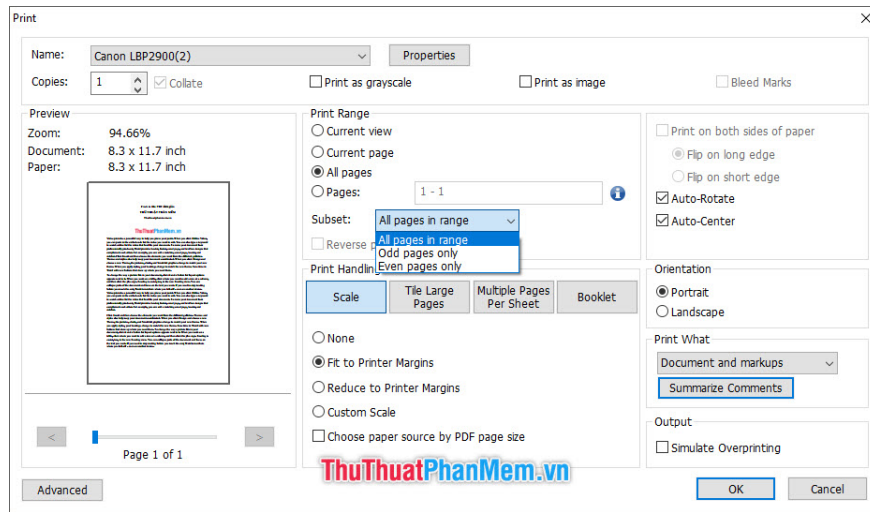 Print
Name: Canon LBP2900(2) Properties
Copies: 1 Collate Print as grayscale Print as image Bleed Marks
Preview
Zoom: 94.66%
Document: 8.3 x 11.7 inch
Paper: 8.3 x 11.7 inch
ThuThuatPhanMem.vn
< >
Page 1 of 1
Print Range
Current view
Current page
All pages
Pages: 1 - 1
Subset: All pages in range
All pages in range
Odd pages only
Even pages only
Reverse p
Print Handling
Scale
Tile Large
Pages
Multiple Pages
Per Sheet
Booklet
None
Fit to Printer Margins
Reduce to Printer Margins
Custom Scale
Choose paper source by PDF page size
Print on both sides of paper
Flip on long edge
Flip on short edge
Auto-Rotate
Auto-Center
Orientation
Portrait
Landscape
Print What
Document and markups
Summarize Comments
Output
Simulate Overprinting
ThuThuatPhanMem.vn
Advanced OK Cancel